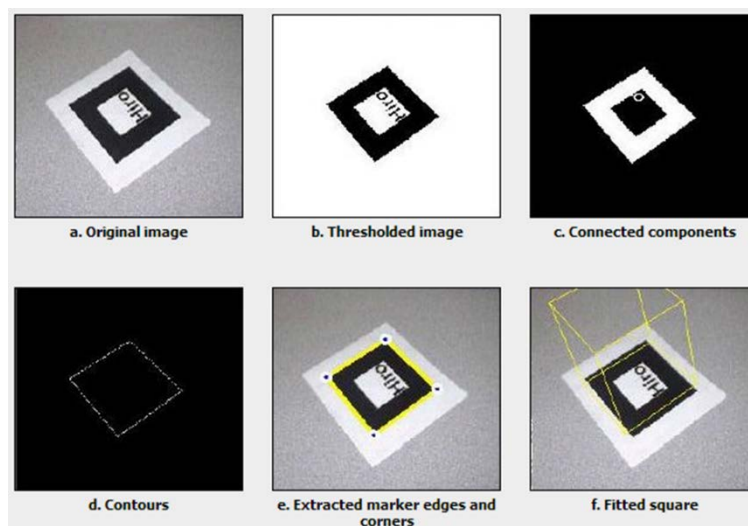 Hiro
Hiro
a. Original image
b. Thresholded image
c. Connected components
Hiro
Hiro
d. Contours
e. Extracted marker edges and
corners
f. Fitted square